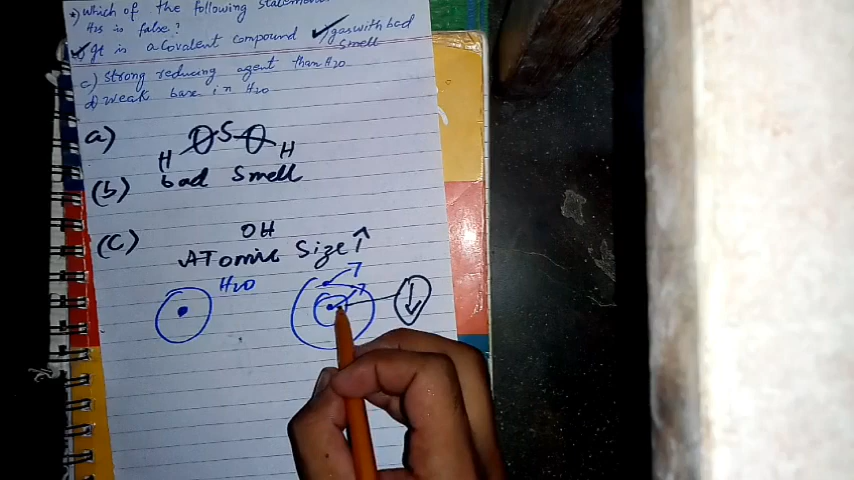 *) Which of the following Statements
H2S is false?
a) It is a Covalent compound b) gas with bad
Smell
c) Strong reducing agent than H2O
d) weak base in H2O
a) S
H H
(b) bad Smell
OH
(c) ATomic Size ↑
H2O
↓